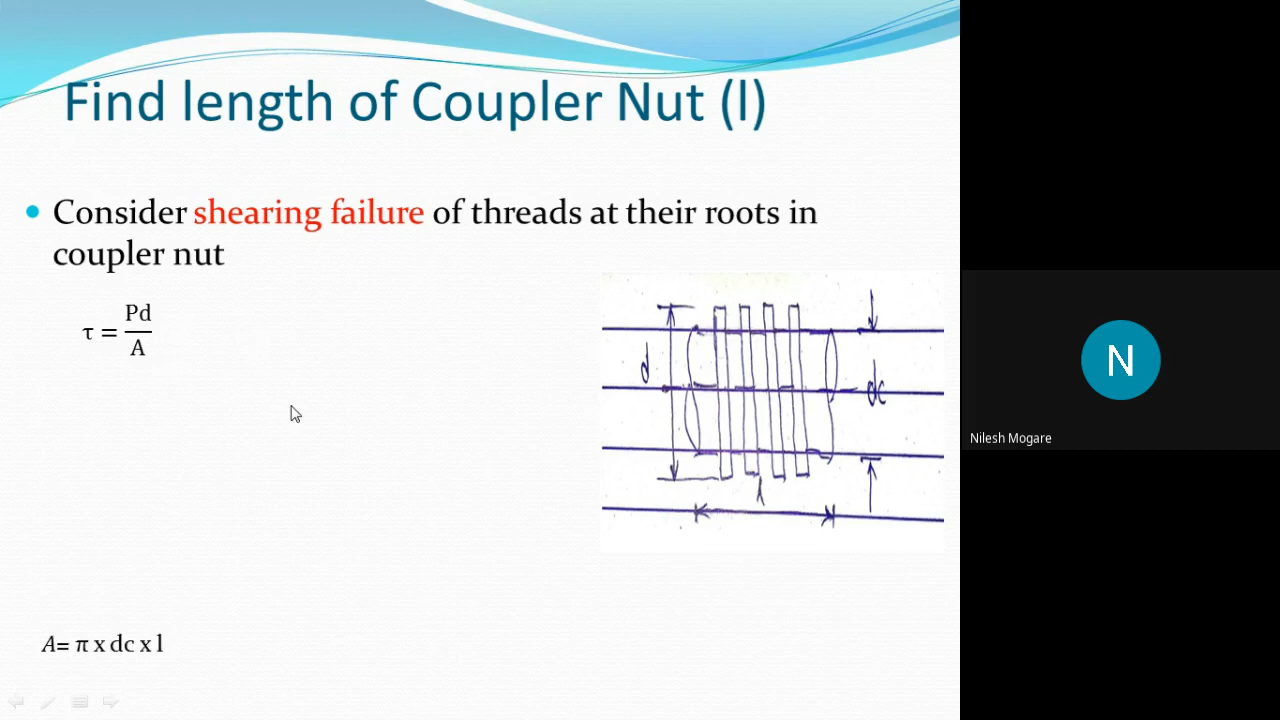 Find length of Coupler Nut (l)
• Consider shearing failure of threads at their roots in
coupler nut
τ = Pd
A
d
dc
l
A= π x dc x l
N
Nilesh Mogare